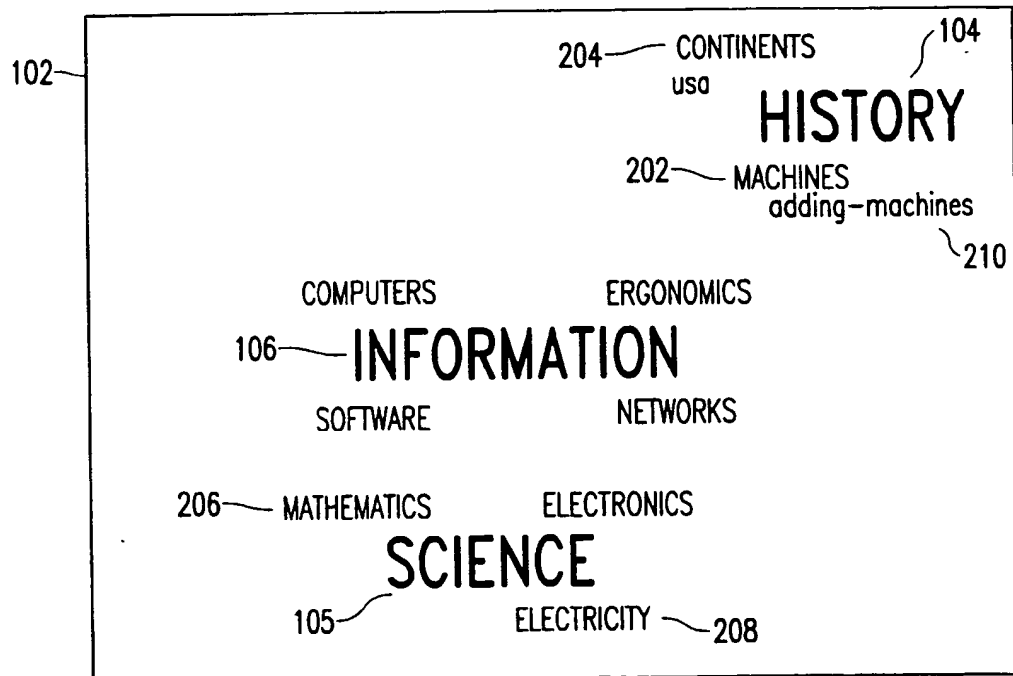 204 CONTINENTS 104
102
usa
HISTORY
202 MACHINES
adding-machines
210
COMPUTERS ERGONOMICS
106 INFORMATION
SOFTWARE NETWORKS
206 MATHEMATICS ELECTRONICS
SCIENCE
105 ELECTRICITY 208